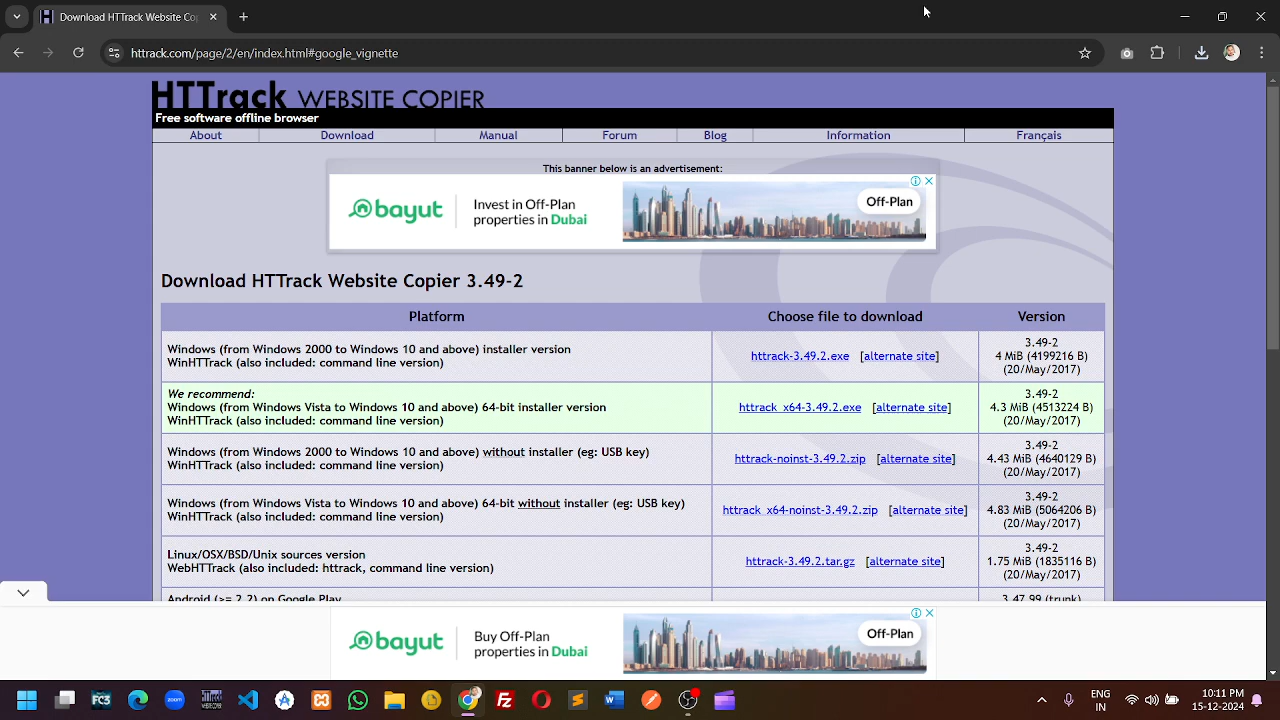 HTTrack Website Cop
httrack.com/page/2/en/index.html#google_vignette
HTTrack WEBSITE COPIER
Free software offline browser
About Download Manual Forum Blog Information Français
This banner below is an advertisement:
bayut
Invest in Off-Plan
properties in Dubai
Off-Plan
Download HTTrack Website Copier 3.49-2
Platform Choose file to download Version
Windows (from Windows 2000 to Windows 10 and above) installer version
WinHTTrack (also included: command line version)
httrack-3.49.2.exe [alternate site]
3.49-2
4 MiB (4199216 B)
(20/May/2017)
We recommend:
Windows (from Windows Vista to Windows 10 and above) 64-bit installer version
WinHTTrack (also included: command line version)
httrack_x64-3.49.2.exe [alternate site]
3.49-2
4.3 MiB (4513224 B)
(20/May/2017)
Windows (from Windows 2000 to Windows 10 and above) without installer (eg: USB key)
WinHTTrack (also included: command line version)
httrack-noinst-3.49.2.zip [alternate site]
3.49-2
4.43 MiB (4640129 B)
(20/May/2017)
Windows (from Windows Vista to Windows 10 and above) 64-bit without installer (eg: USB key)
WinHTTrack (also included: command line version)
httrack_x64-noinst-3.49.2.zip [alternate site]
3.49-2
4.83 MiB (5064206 B)
(20/May/2017)
Linux/OSX/BSD/Unix sources version
WebHTTrack (also included: httrack, command line version)
httrack-3.49.2.tar.gz [alternate site]
3.49-2
1.75 MiB (1835116 B)
(20/May/2017)
Android (>= 2.2) on Google Play
3.47.99 (trunk)
bayut
Buy Off-Plan
properties in Dubai
Off-Plan
FCS
zoom
ENG
IN
10:11 PM
15-12-2024